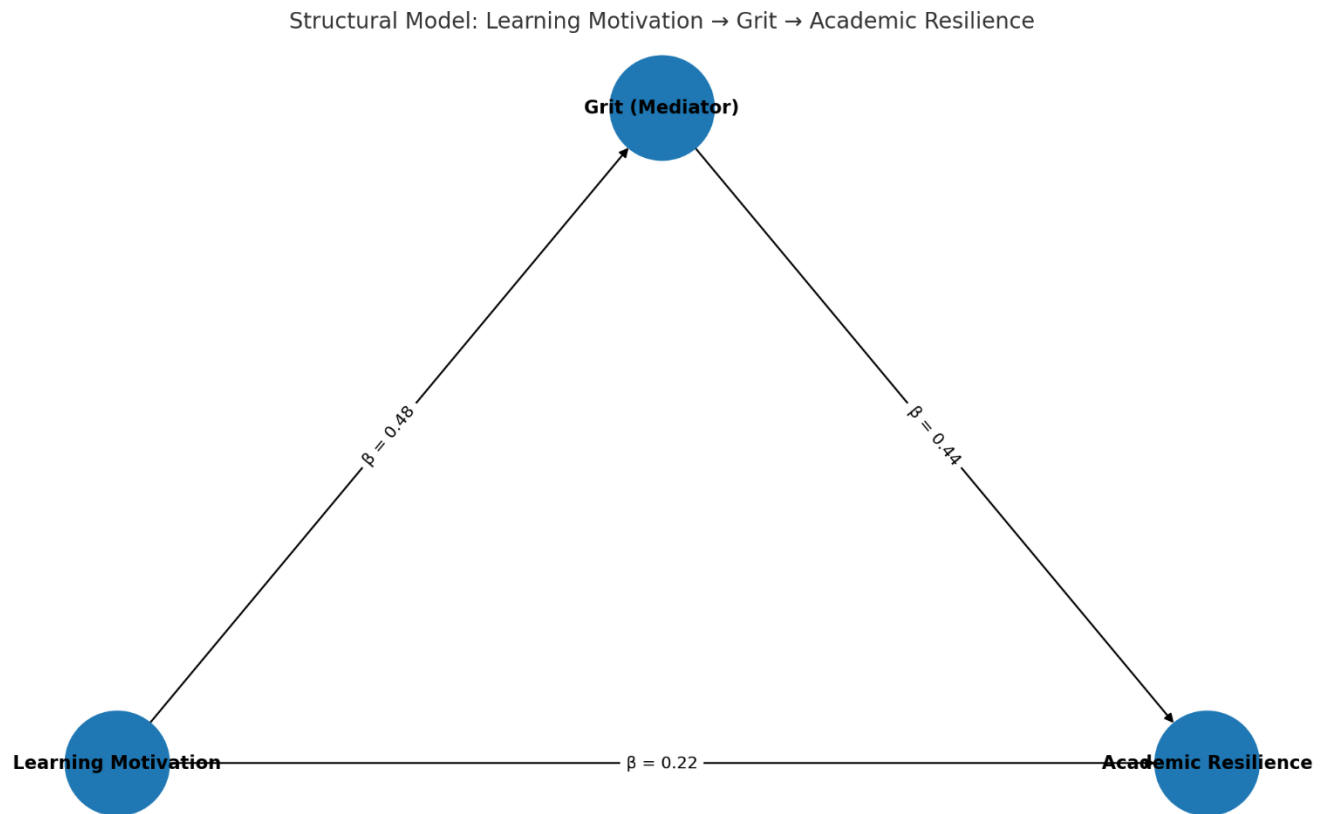 Structural Model: Learning Motivation → Grit → Academic Resilience
Grit (Mediator)
β = 0.48
β = 0.44
Learning Motivation
β = 0.22
Academic Resilience